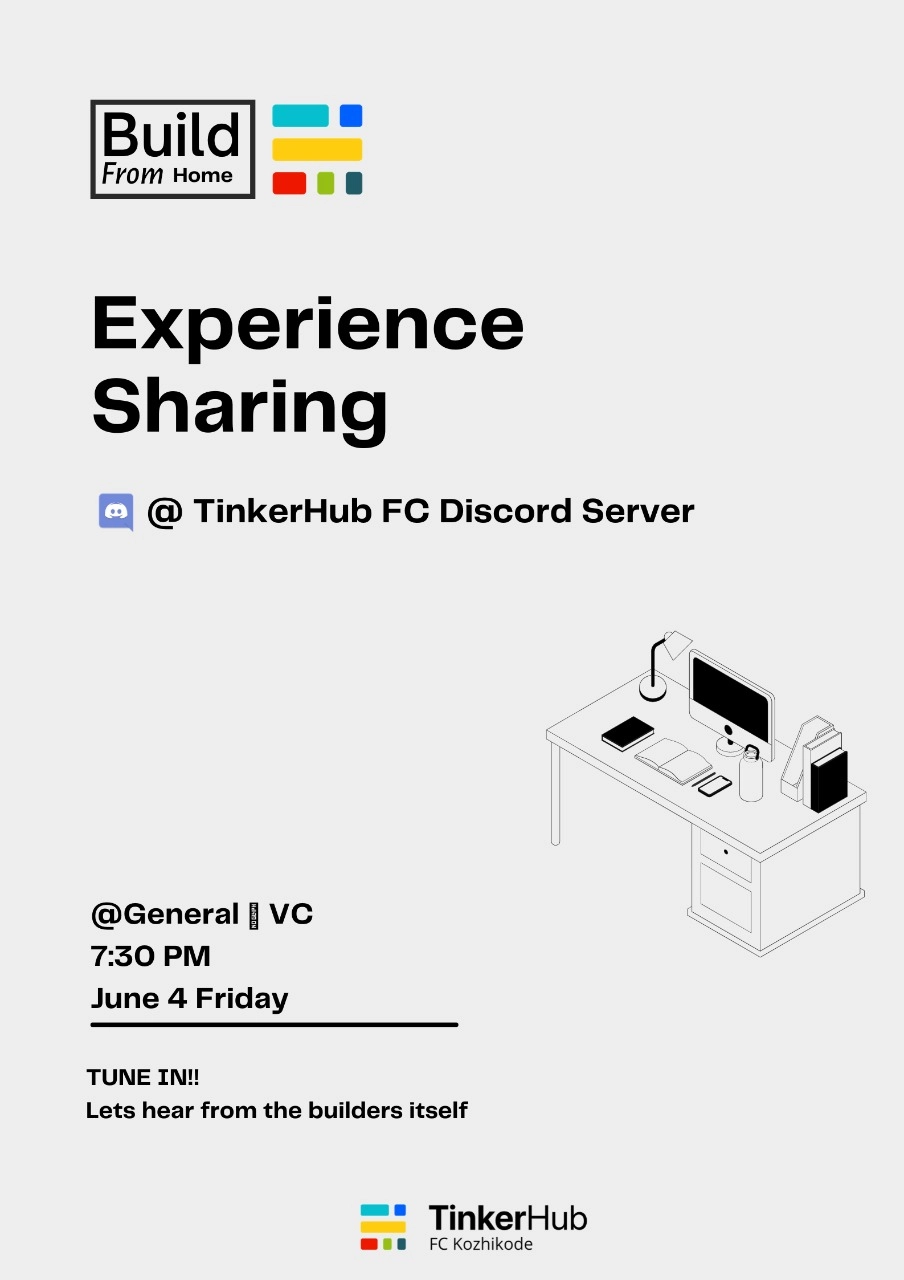 Build
From Home
Experience
Sharing
@ TinkerHub FC Discord Server
@General VC
7:30 PM
June 4 Friday
TUNE IN!!
Lets hear from the builders itself
TinkerHub
FC Kozhikode